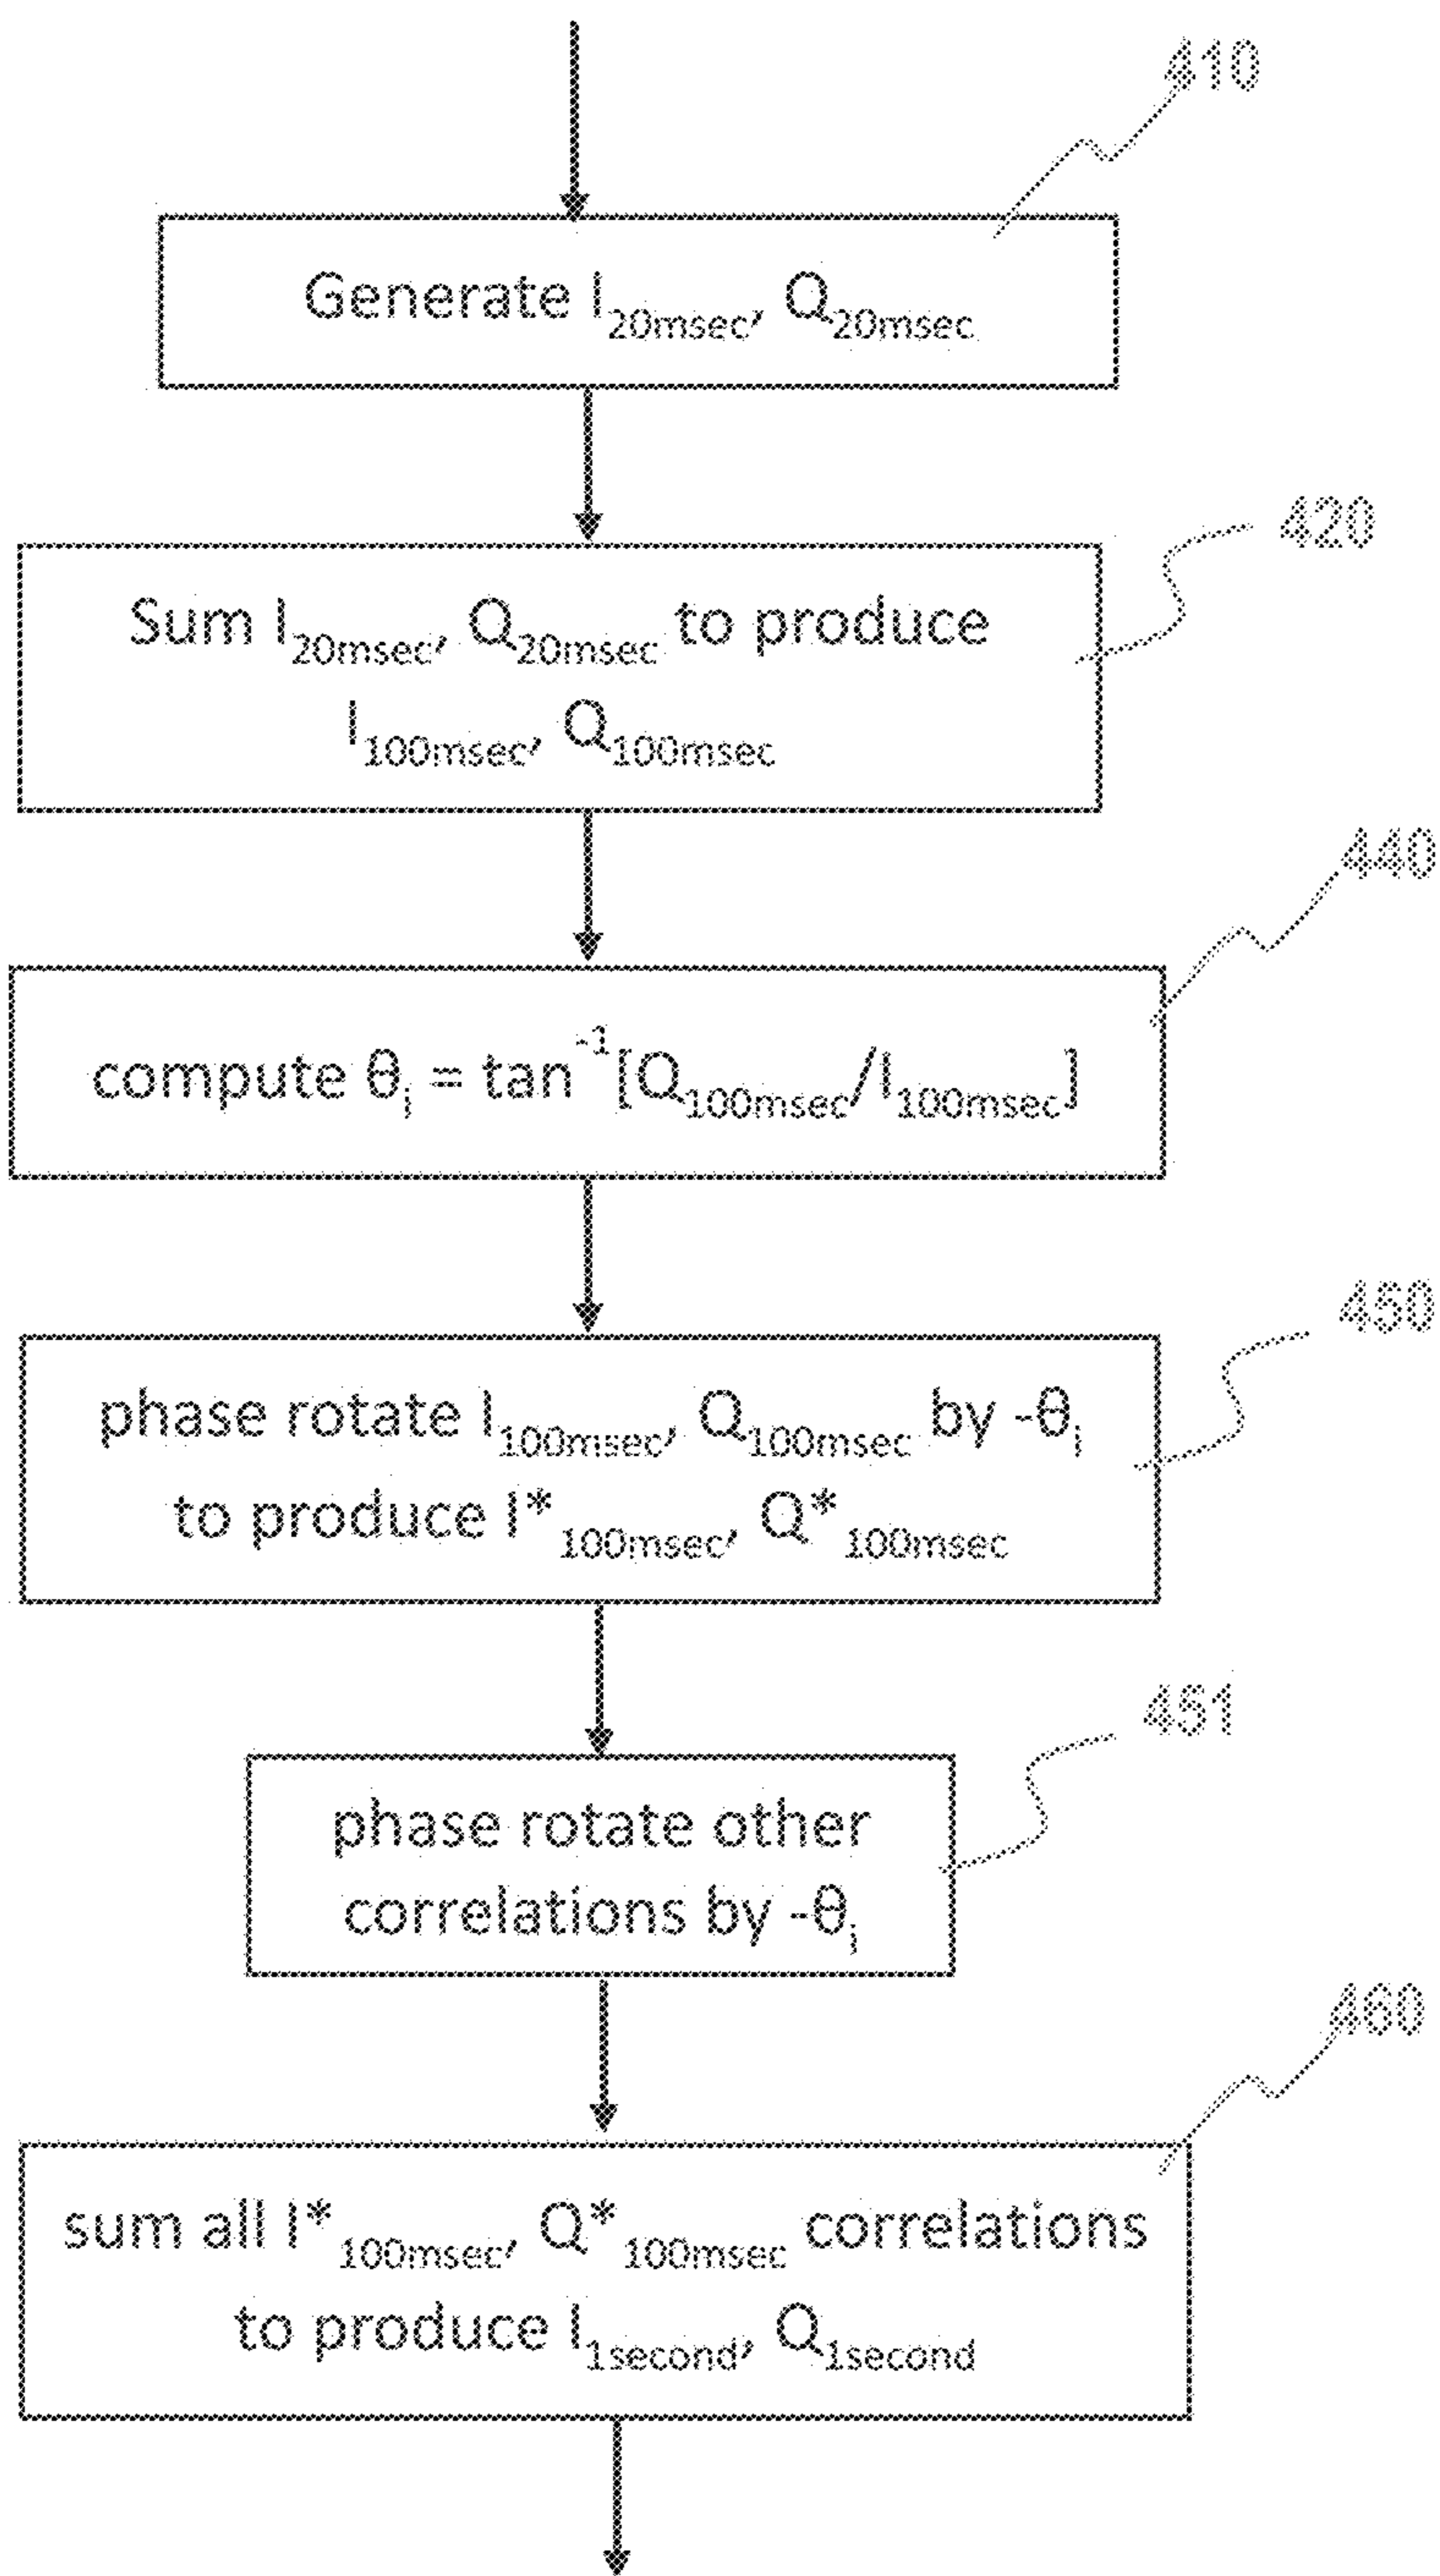 410
Generate I20msec, Q20msec
420
Sum I20msec, Q20msec to produce
I100msec, Q100msec
440
compute θi = tan-1[Q100msec/I100msec]
450
phase rotate I100msec, Q100msec by -θi
to produce I*100msec, Q*100msec
451
phase rotate other
correlations by -θi
460
sum all I*100msec, Q*100msec correlations
to produce I1second, Q1second